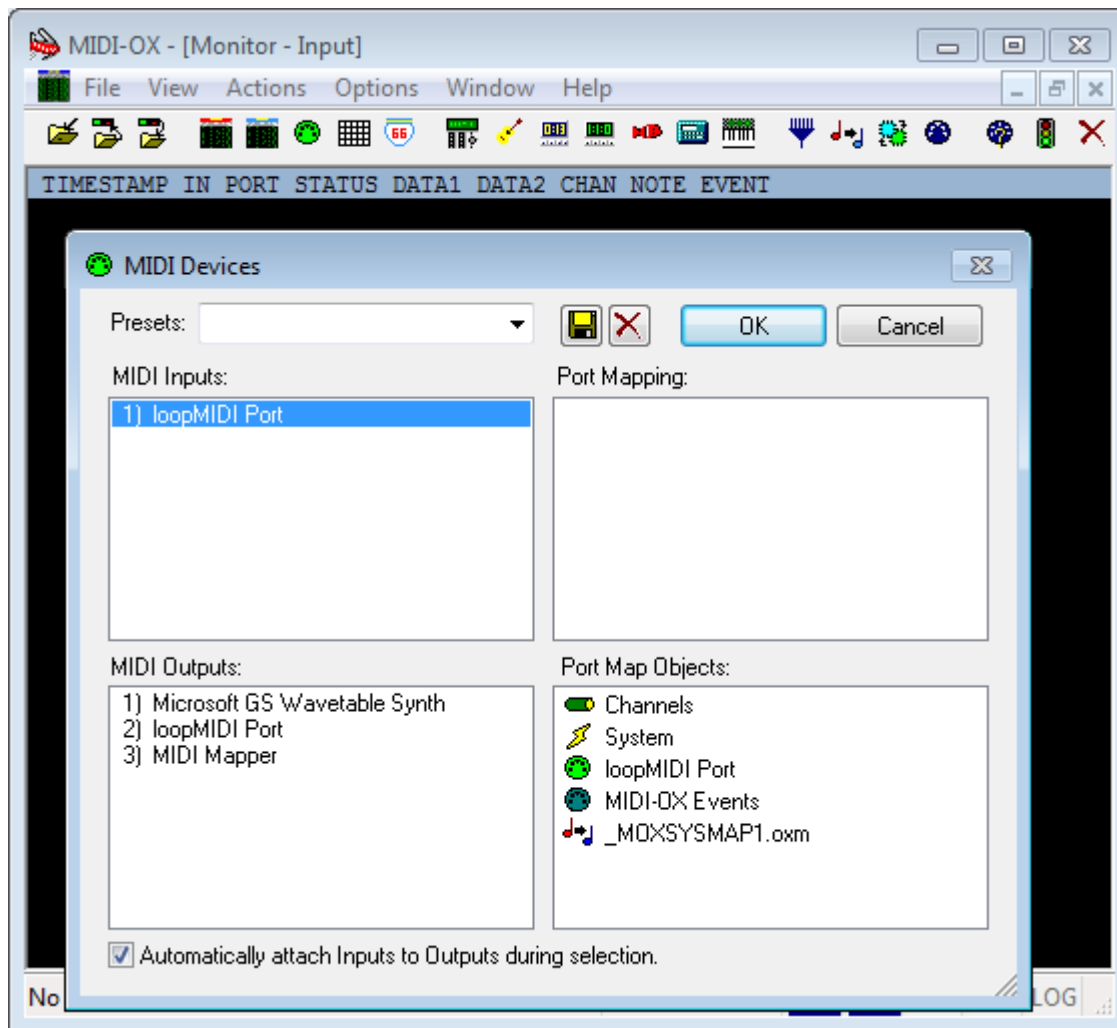 MIDI-OX - [Monitor - Input]
File View Actions Options Window Help
66
TIMESTAMP IN PORT STATUS DATA1 DATA2 CHAN NOTE EVENT
MIDI Devices
Presets:
OK
Cancel
MIDI Inputs:
1) loopMIDI Port
Port Mapping:
MIDI Outputs:
1) Microsoft GS Wavetable Synth
2) loopMIDI Port
3) MIDI Mapper
Port Map Objects:
Channels
System
loopMIDI Port
MIDI-OX Events
_MOXSYSMAP1.oxm
Automatically attach Inputs to Outputs during selection.
No
LOG